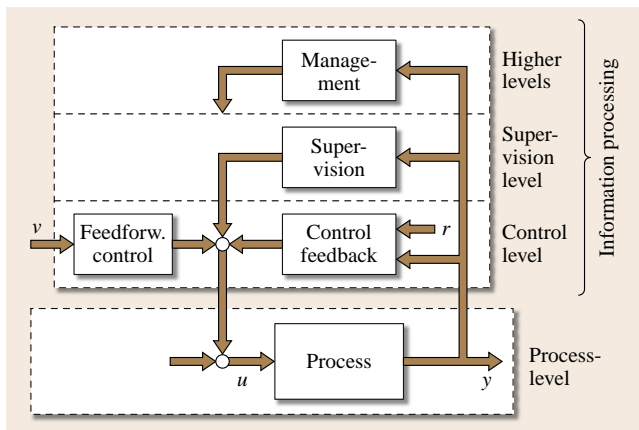 Manage-
ment
Higher
levels
Super-
vision
Super-
vision
level
Information processing
v
Feedforw.
control
Control
feedback
r
Control
level
u
Process
y
Process-
level